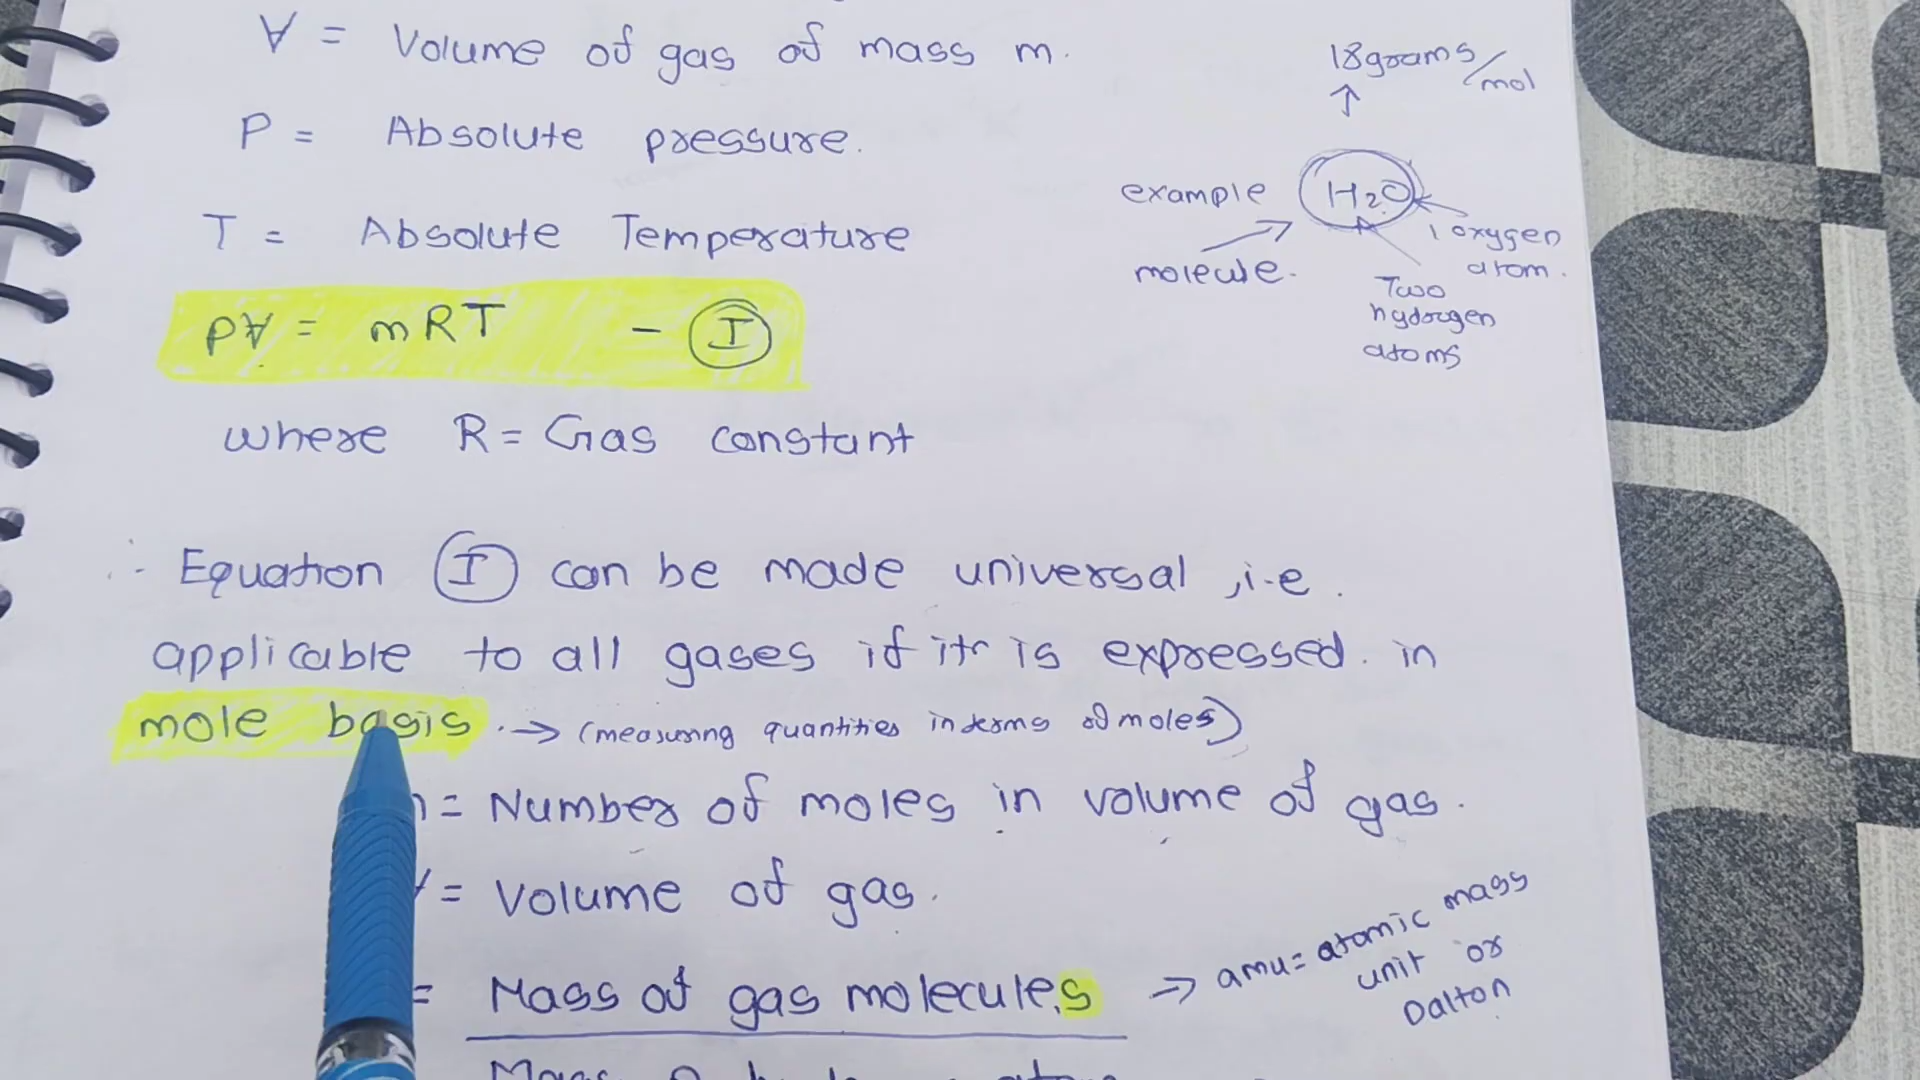 ∀ = Volume of gas of mass m.
P = Absolute pressure.
T = Absolute Temperature
P∀ = mRT - I
where R = Gas constant
18grams/mol
↑
example
H2O
molecule.
1 oxygen
atom.
Two
hydrogen
atoms
Equation I can be made universal, i.e.
applicable to all gases if it is expressed. in
mole basis. → (measuring quantities in terms of moles)
= Number of moles in volume of gas.
= Volume of gas.
= Mass of gas molecules → amu = atomic mass
unit or
Dalton